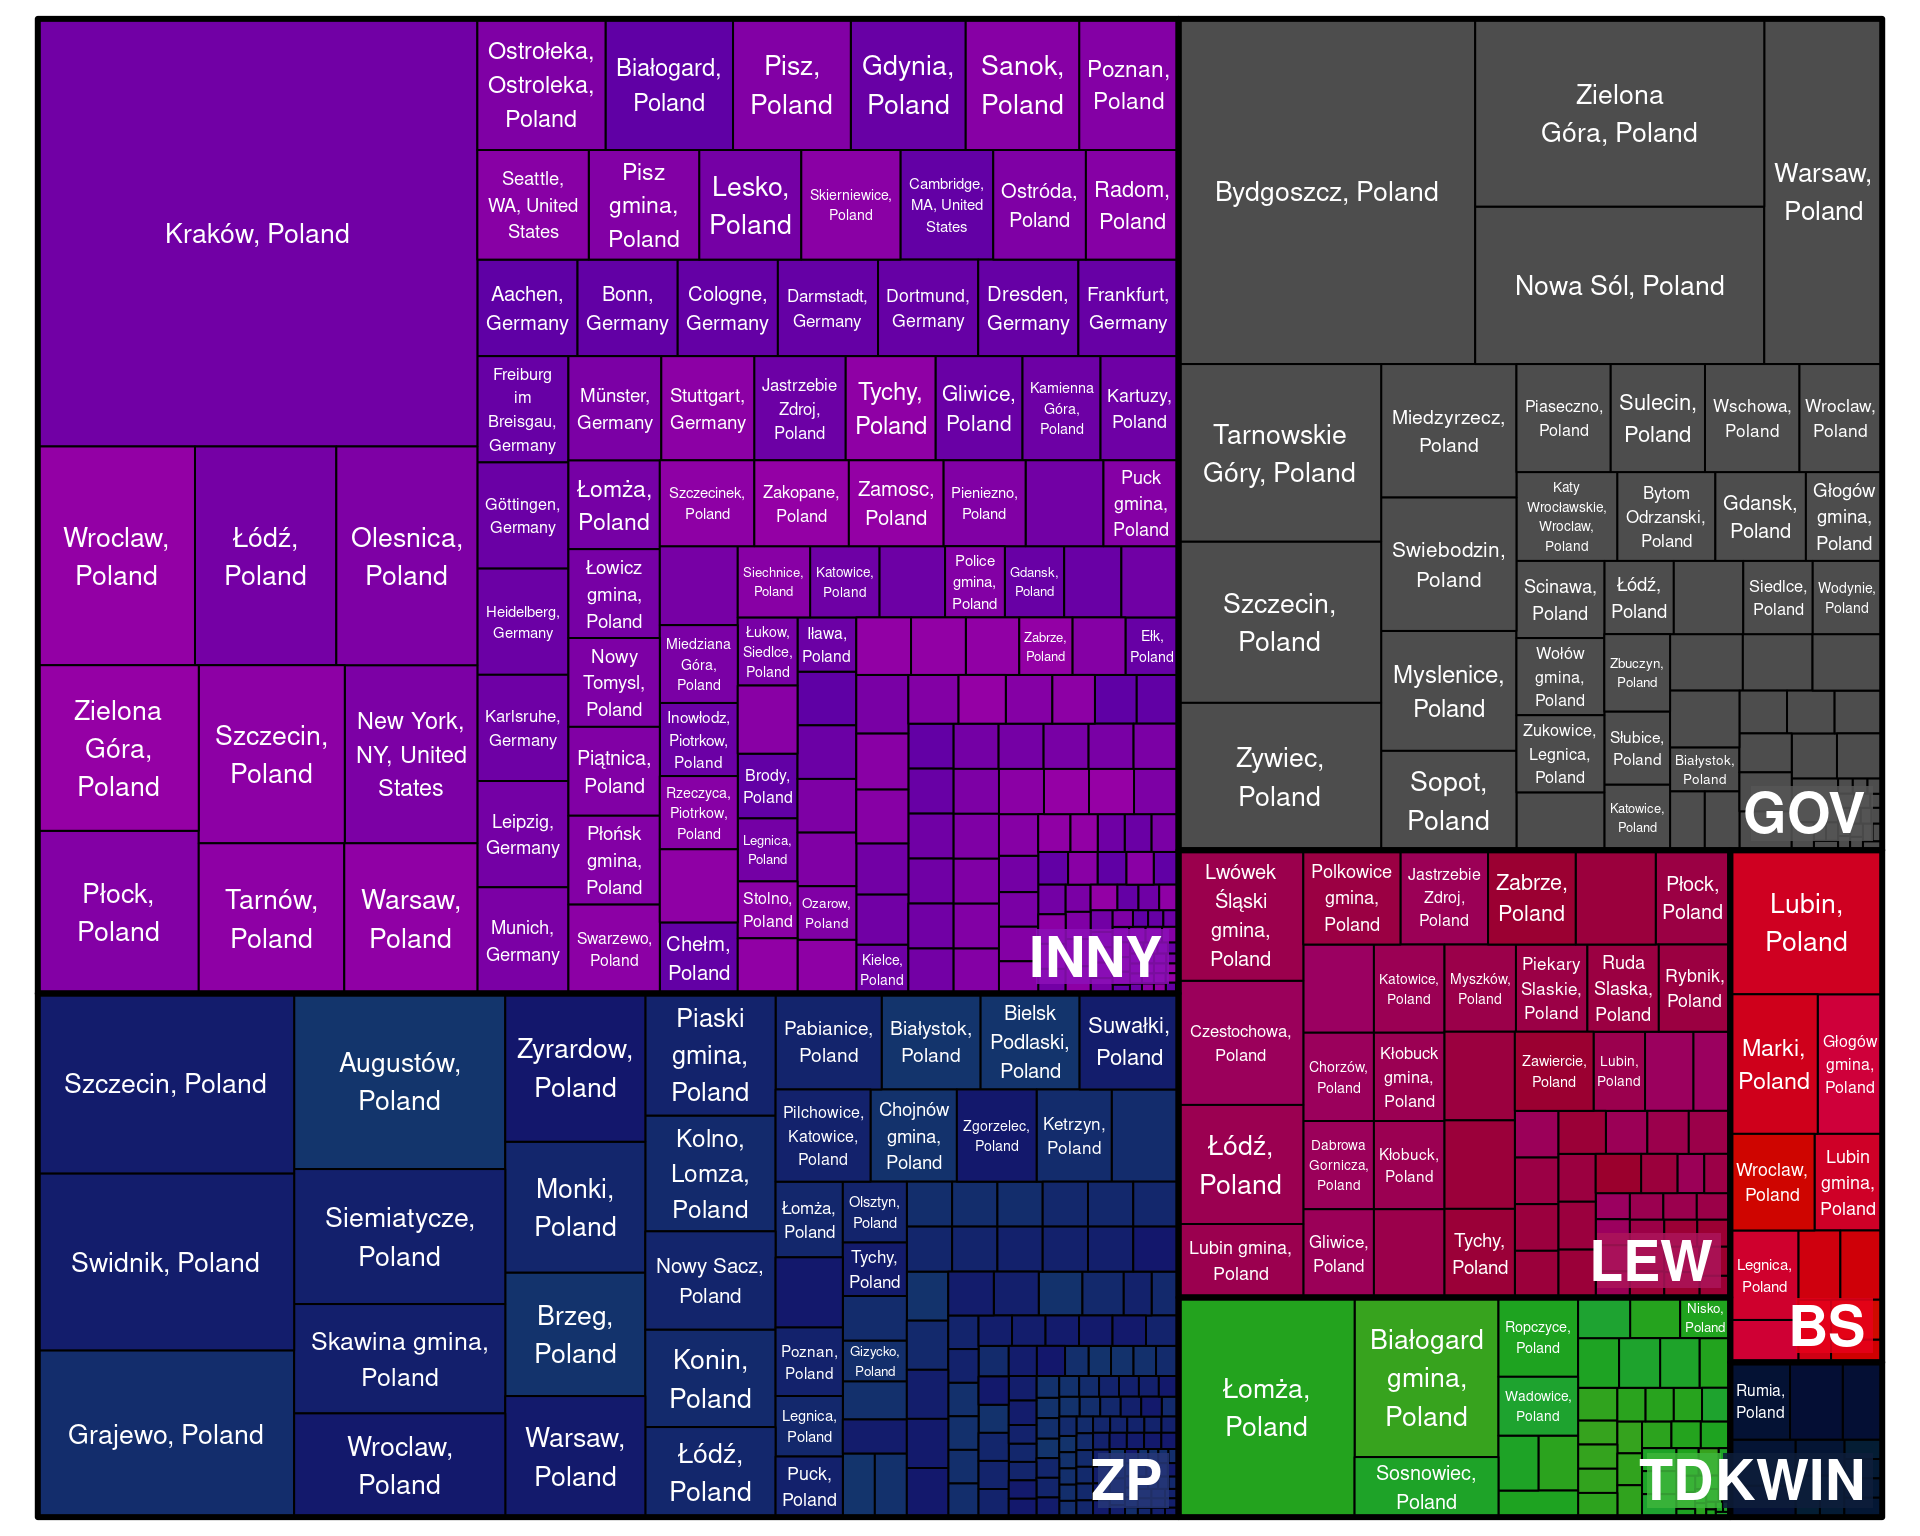 Kraków, Poland
Wroclaw,
Poland
Łódź,
Poland
Olesnica,
Poland
Zielona
Góra,
Poland
Szczecin,
Poland
New York,
NY, United
States
Płock,
Poland
Tarnów,
Poland
Warsaw,
Poland
Ostrołeka,
Ostroleka,
Poland
Białogard,
Poland
Pisz,
Poland
Gdynia,
Poland
Sanok,
Poland
Poznan,
Poland
Seattle,
WA, United
States
Pisz
gmina,
Poland
Lesko,
Poland
Skierniewice,
Poland
Cambridge,
MA, United
States
Ostróda,
Poland
Radom,
Poland
Aachen,
Germany
Bonn,
Germany
Cologne,
Germany
Darmstadt,
Germany
Dortmund,
Germany
Dresden,
Germany
Frankfurt,
Germany
Freiburg
im
Breisgau,
Germany
Münster,
Germany
Stuttgart,
Germany
Jastrzebie
Zdroj,
Poland
Tychy,
Poland
Gliwice,
Poland
Kamienna
Góra,
Poland
Kartuzy,
Poland
Göttingen,
Germany
Heidelberg,
Germany
Karlsruhe,
Germany
Leipzig,
Germany
Munich,
Germany
Łomża,
Poland
Szczecinek,
Poland
Zakopane,
Poland
Zamosc,
Poland
Pieniezno,
Poland
Puck
gmina,
Poland
Łowicz
gmina,
Poland
Nowy
Tomysl,
Poland
Piątnica,
Poland
Płońsk
gmina,
Poland
Swarzewo,
Poland
Miedziana
Góra,
Poland
Inowłodz,
Piotrkow,
Poland
Rzeczyca,
Piotrkow,
Poland
Chełm,
Poland
Siechnice,
Poland
Katowice,
Poland
Police
gmina,
Poland
Gdansk,
Poland
Łukow,
Siedlce,
Poland
Iława,
Poland
Zabrze,
Poland
Ełk,
Poland
Brody,
Poland
Legnica,
Poland
Stolno,
Poland
Ozarow,
Poland
Kielce,
Poland
INNY
Szczecin, Poland
Swidnik, Poland
Grajewo, Poland
Augustów,
Poland
Siemiatycze,
Poland
Skawina gmina,
Poland
Wroclaw,
Poland
Zyrardow,
Poland
Monki,
Poland
Brzeg,
Poland
Warsaw,
Poland
Piaski
gmina,
Poland
Kolno,
Lomza,
Poland
Nowy Sacz,
Poland
Konin,
Poland
Łódź,
Poland
Pabianice,
Poland
Białystok,
Poland
Bielsk
Podlaski,
Poland
Suwałki,
Poland
Pilchowice,
Katowice,
Poland
Chojnów
gmina,
Poland
Zgorzelec,
Poland
Ketrzyn,
Poland
Łomża,
Poland
Olsztyn,
Poland
Tychy,
Poland
Poznan,
Poland
Gizycko,
Poland
Legnica,
Poland
Puck,
Poland
ZP
Bydgoszcz, Poland
Zielona
Góra, Poland
Nowa Sól, Poland
Warsaw,
Poland
Tarnowskie
Góry, Poland
Szczecin,
Poland
Zywiec,
Poland
Miedzyrzecz,
Poland
Swiebodzin,
Poland
Myslenice,
Poland
Sopot,
Poland
Piaseczno,
Poland
Sulecin,
Poland
Wschowa,
Poland
Wroclaw,
Poland
Katy
Wrocławskie,
Wroclaw,
Poland
Bytom
Odrzanski,
Poland
Gdansk,
Poland
Głogów
gmina,
Poland
Scinawa,
Poland
Łódź,
Poland
Siedlce,
Poland
Wodynie,
Poland
Wołów
gmina,
Poland
Zbuczyn,
Poland
Zukowice,
Legnica,
Poland
Słubice,
Poland
Białystok,
Poland
Katowice,
Poland
GOV
Lwówek
Śląski
gmina,
Poland
Czestochowa,
Poland
Łódź,
Poland
Lubin gmina,
Poland
Polkowice
gmina,
Poland
Jastrzebie
Zdroj,
Poland
Zabrze,
Poland
Płock,
Poland
Katowice,
Poland
Myszków,
Poland
Piekary
Slaskie,
Poland
Ruda
Slaska,
Poland
Rybnik,
Poland
Chorzów,
Poland
Kłobuck
gmina,
Poland
Zawiercie,
Poland
Lubin,
Poland
Dabrowa
Gornicza,
Poland
Kłobuck,
Poland
Gliwice,
Poland
Tychy,
Poland
LEW
Lubin,
Poland
Marki,
Poland
Głogów
gmina,
Poland
Wroclaw,
Poland
Lubin
gmina,
Poland
Legnica,
Poland
BS
Łomża,
Poland
Białogard
gmina,
Poland
Sosnowiec,
Poland
Ropczyce,
Poland
Wadowice,
Poland
Nisko,
Poland
TD
Rumia,
Poland
KWIN